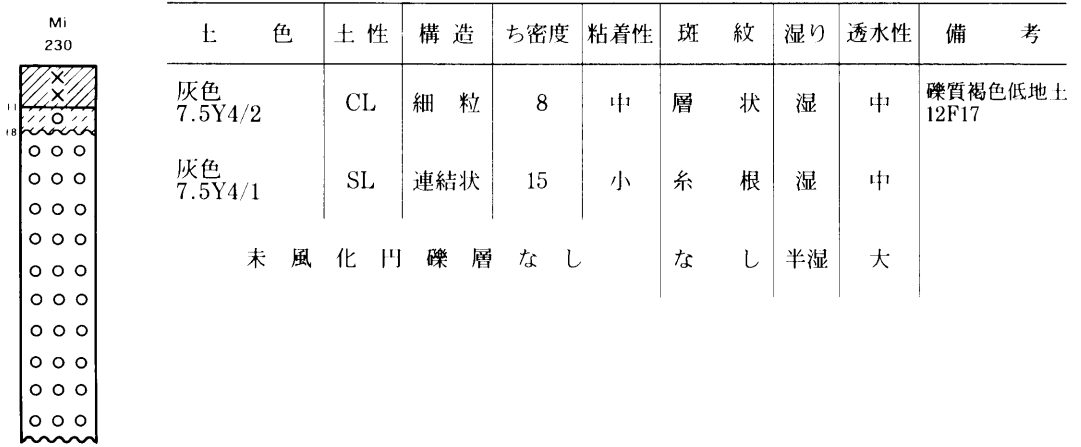 Mi
230
11
18
土色 土性 構造 ち密度 粘着性 斑紋 湿り 透水性 備考
灰色
7.5Y4/2 CL 細粒 8 中 層状 湿 中 礫質褐色低地土
12F17
灰色
7.5Y4/1 SL 連結状 15 小 糸根 湿 中
未風化円礫層なし なし 半湿 大